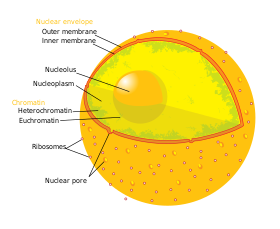 Nuclear envelope
Outer membrane
Inner membrane
Nucleolus
Nucleoplasm
Chromatin
Heterochromatin
Euchromatin
Ribosomes
Nuclear pore